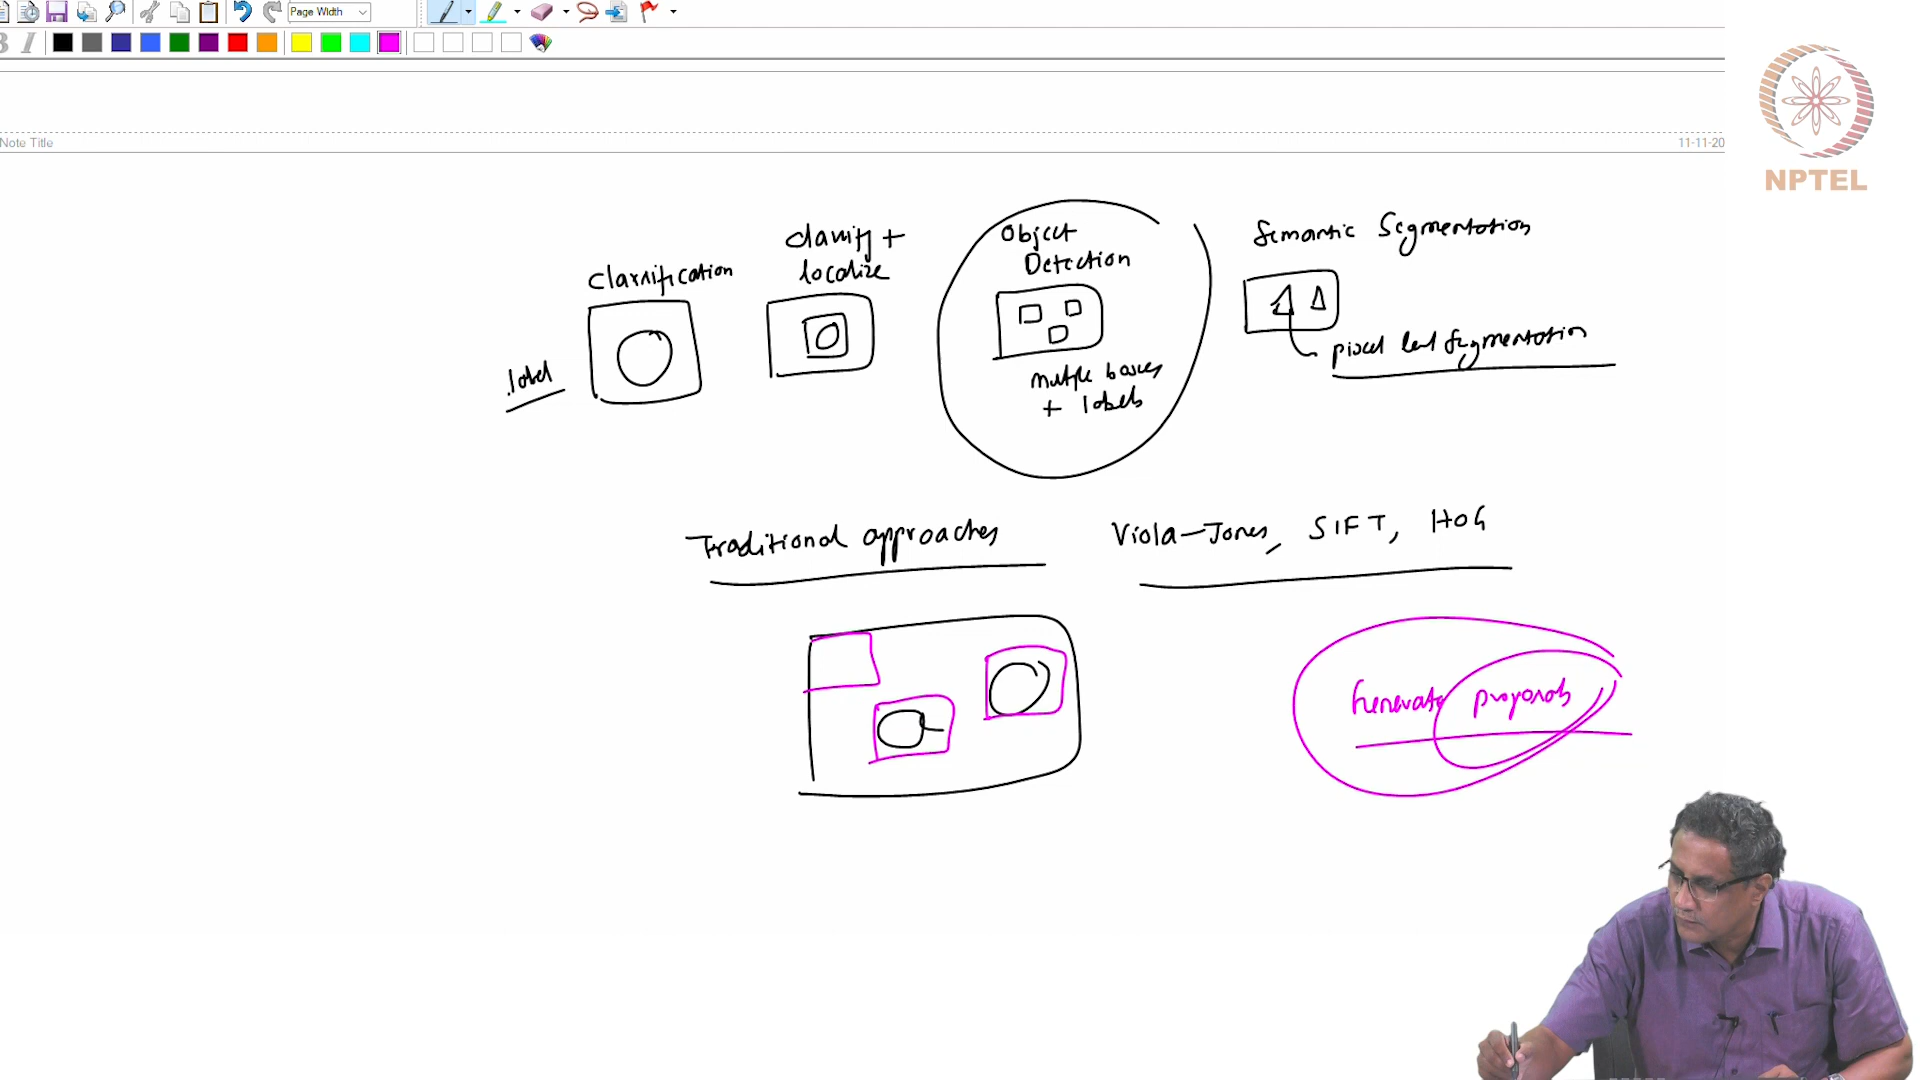 Page Width
Note Title
11-11-20
NPTEL
Classification
label
classify +
localize
Object
Detection
multiple boxes
+ labels
Semantic Segmentation
pixel level segmentation
Traditional approaches
Viola-Jones, SIFT, HOG
Generate proposals